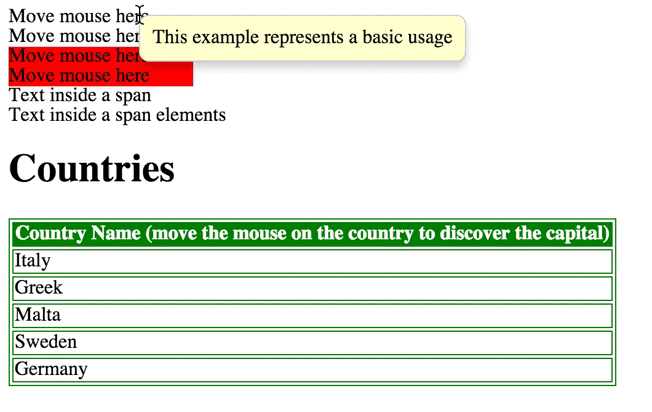 Move mouse here
Move mouse her
This example represents a basic usage
Move mouse here
Move mouse here
Text inside a span
Text inside a span elements
Countries
Country Name (move the mouse on the country to discover the capital)
Italy
Greek
Malta
Sweden
Germany